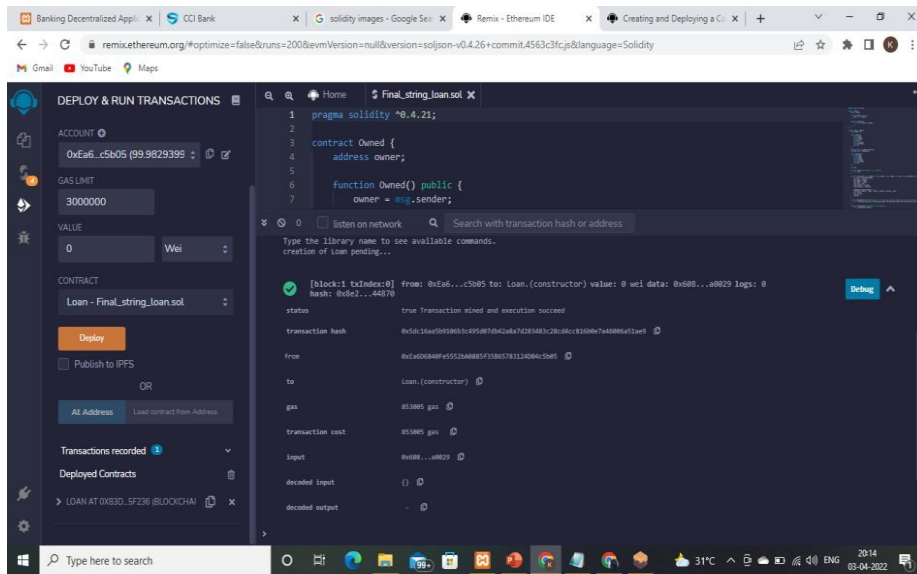 Banking Decentralized Applic
CCI Bank
solidity images - Google Sea
Remix - Ethereum IDE
Creating and Deploying a Co
remix.ethereum.org/#optimize=false&runs=200&evmVersion=null&version=soljson-v0.4.26+commit.4563c3fc.js&language=Solidity
Gmail YouTube Maps
DEPLOY & RUN TRANSACTIONS
ACCOUNT
0xEa6...c5b05 (99.9829399
GAS LIMIT
3000000
VALUE
0 Wei
CONTRACT
Loan - Final_string_loan.sol
Deploy
Publish to IPFS
OR
At Address Load contract from Address
Transactions recorded 1
Deployed Contracts
LOAN AT 0X83D...5F236 (BLOCKCHAI
Home Final_string_loan.sol
1 pragma solidity ^0.4.21;
2
3 contract Owned {
4 address owner;
5
6 function Owned() public {
7 owner = msg.sender;
0 listen on network Search with transaction hash or address
Type the library name to see available commands.
creation of Loan pending...
[block:1 txIndex:0] from: 0xEa6...c5b05 to: Loan.(constructor) value: 0 wei data: 0x608...a0029 logs: 0
hash: 0x8e2...44870
Debug
status true Transaction mined and execution succeed
transaction hash
from
to Loan.(constructor)
gas 853005 gas
transaction cost 853005 gas
input 0x608...a0029
decoded input {}
decoded output -
>
Type here to search
99+
31°C
ENG
20:14
03-04-2022